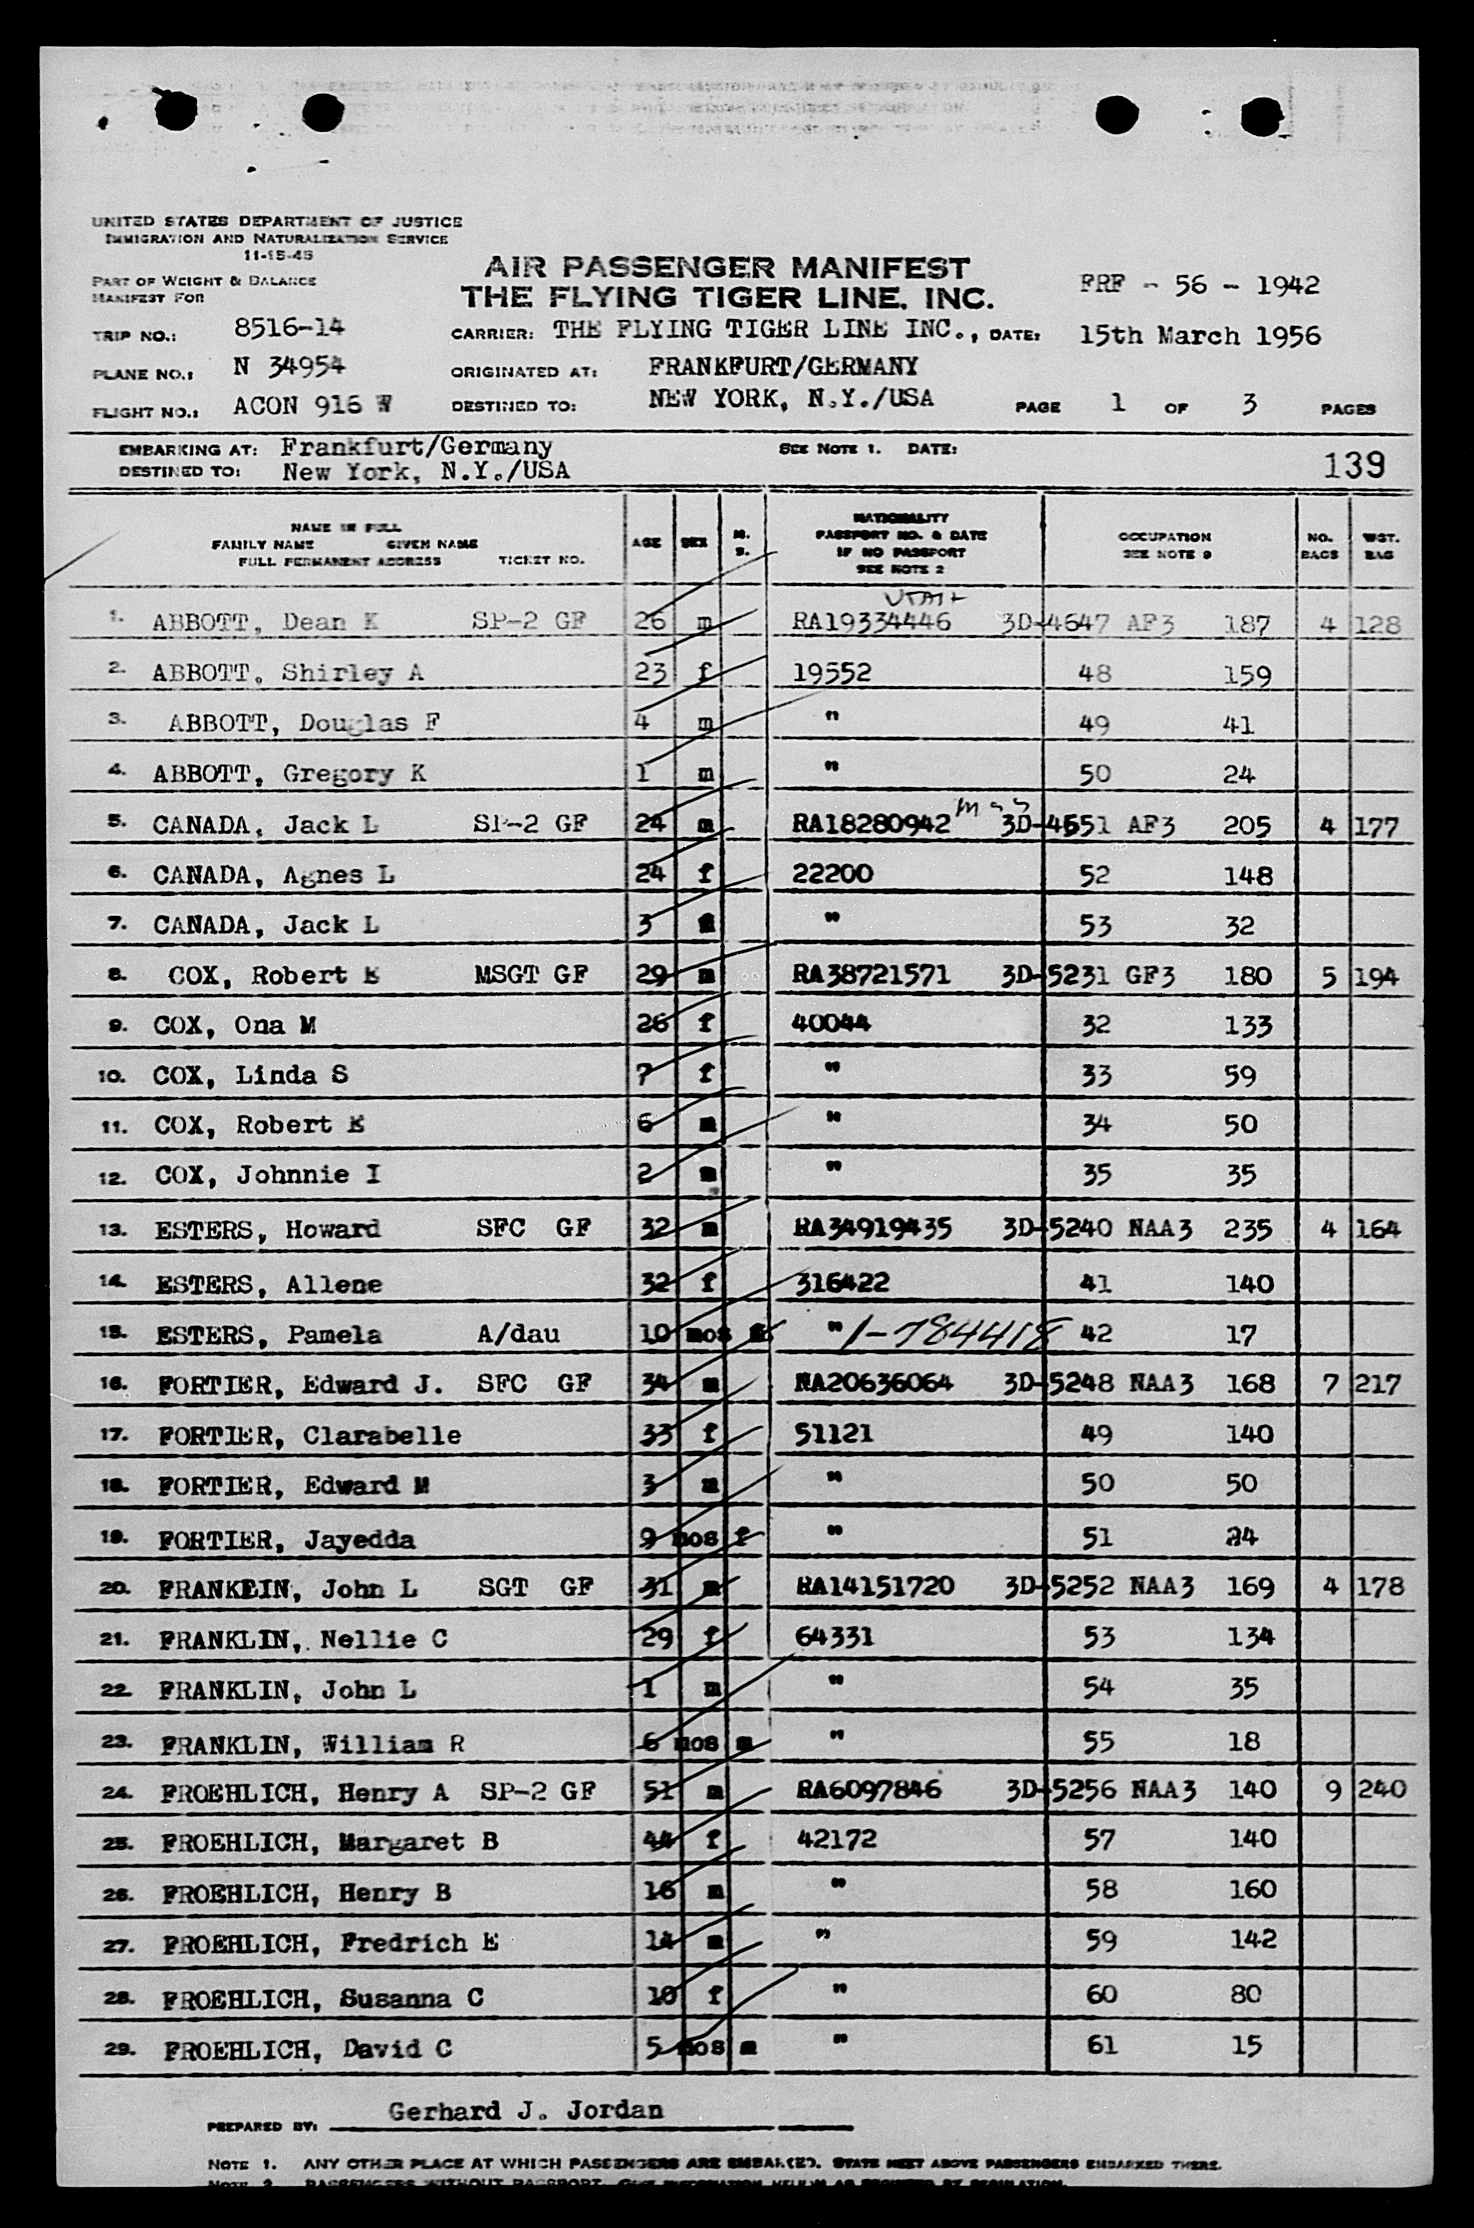 UNITED STATES DEPARTMENT OF JUSTICE
IMMIGRATION AND NATURALIZATION SERVICE
11-15-45
AIR PASSENGER MANIFEST
PART OF WEIGHT & BALANCE
MANIFEST FOR
THE FLYING TIGER LINE, INC.
FRF - 56 - 1942
TRIP NO.: 8516-14 CARRIER: THE FLYING TIGER LINE INC., DATE: 15th March 1956
PLANE NO.: N 34954 ORIGINATED AT: FRANKFURT/GERMANY
FLIGHT NO.: ACON 916 W DESTINED TO: NEW YORK, N.Y./USA PAGE 1 OF 3 PAGES
EMBARKING AT: Frankfurt/Germany SEE NOTE 1. DATE:
DESTINED TO: New York, N.Y./USA 139
NAME IN FULL
FAMILY NAME GIVEN NAME
FULL PERMANENT ADDRESS TICKET NO.
AGE SEX M. S.
NATIONALITY
PASSPORT NO. & DATE
IF NO PASSPORT
SEE NOTE 2
OCCUPATION
SEE NOTE 3
NO. BAGS
WGT. BAG
UTAH
1. ABBOTT, Dean K SP-2 GF 26 m RA19334446 3D-4647 AF3 187 4 128
2. ABBOTT, Shirley A 23 f 19552 48 159
3. ABBOTT, Douglas F 4 m " 49 41
4. ABBOTT, Gregory K 1 m " 50 24
5. CANADA, Jack L SP-2 GF 24 m RA18280942 3D-4651 AF3 205 4 177
6. CANADA, Agnes L 24 f 22200 52 148
7. CANADA, Jack L 3 m " 53 32
8. COX, Robert E MSGT GF 29 m RA38721571 3D-5231 GF3 180 5 194
9. COX, Ona M 26 f 40044 32 133
10. COX, Linda S 7 f " 33 59
11. COX, Robert E 6 m " 34 50
12. COX, Johnnie I 2 m " 35 35
13. ESTERS, Howard SFC GF 32 m RA34919435 3D-5240 NAA3 235 4 164
14. ESTERS, Allene 32 f 316422 41 140
15. ESTERS, Pamela A/dau 10 mos f " 1-784418 42 17
16. FORTIER, Edward J. SFC GF 34 m NA20636064 3D-5248 NAA3 168 7 217
17. FORTIER, Clarabelle 33 f 51121 49 140
18. FORTIER, Edward M 3 m " 50 50
19. FORTIER, Jayedda 9 mos f " 51 24
20. FRANKLIN, John L SGT GF 31 m RA14151720 3D-5252 NAA3 169 4 178
21. FRANKLIN, Nellie C 29 f 64331 53 134
22. FRANKLIN, John L 1 m " 54 35
23. FRANKLIN, William R 6 mos m " 55 18
24. FROEHLICH, Henry A SP-2 GF 51 m RA6097846 3D-5256 NAA3 140 9 240
25. FROEHLICH, Margaret B 44 f 42172 57 140
26. FROEHLICH, Henry B 16 m " 58 160
27. FROEHLICH, Fredrich E 14 m " 59 142
28. FROEHLICH, Susanna C 10 f " 60 80
29. FROEHLICH, David C 5 mos m " 61 15
PREPARED BY: Gerhard J. Jordan
NOTE 1. ANY OTHER PLACE AT WHICH PASSENGERS ARE EMBARKED. STATE NEXT ABOVE PASSENGERS EMBARKED THERE.